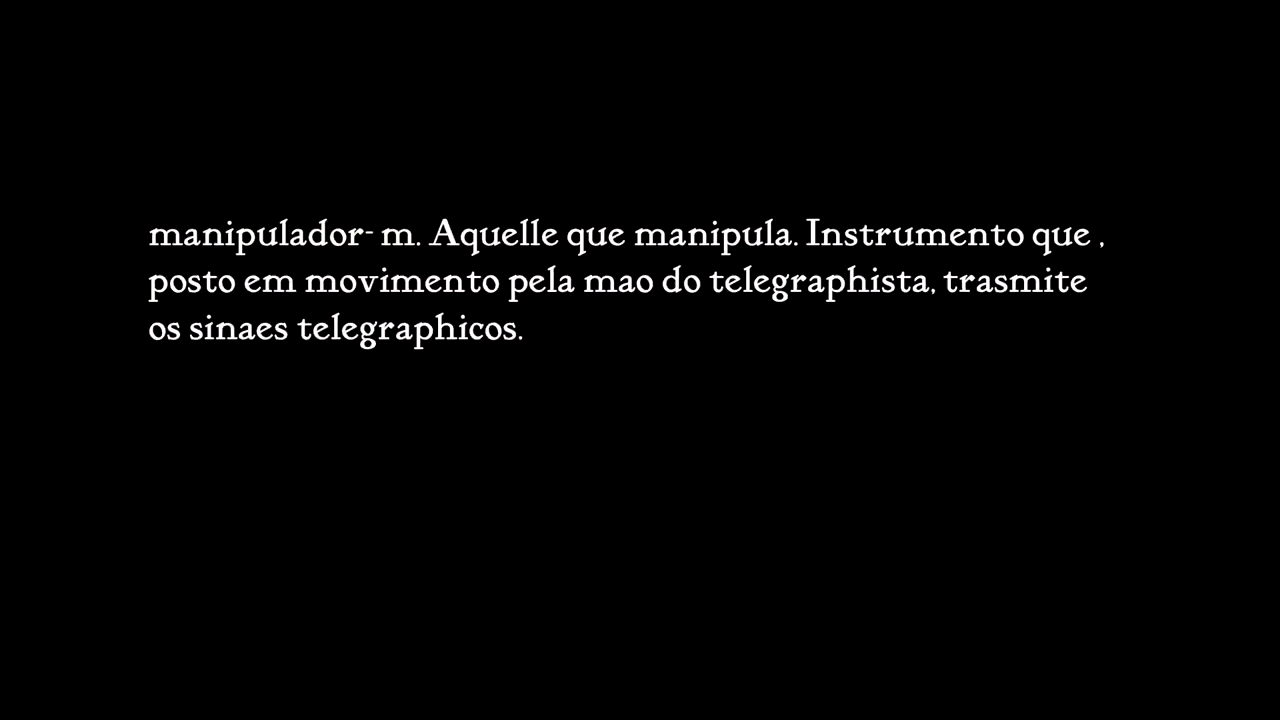 manipulador- m. Aquelle que manipula. Instrumento que ,
posto em movimento pela mao do telegraphista, trasmite
os sinaes telegraphicos.